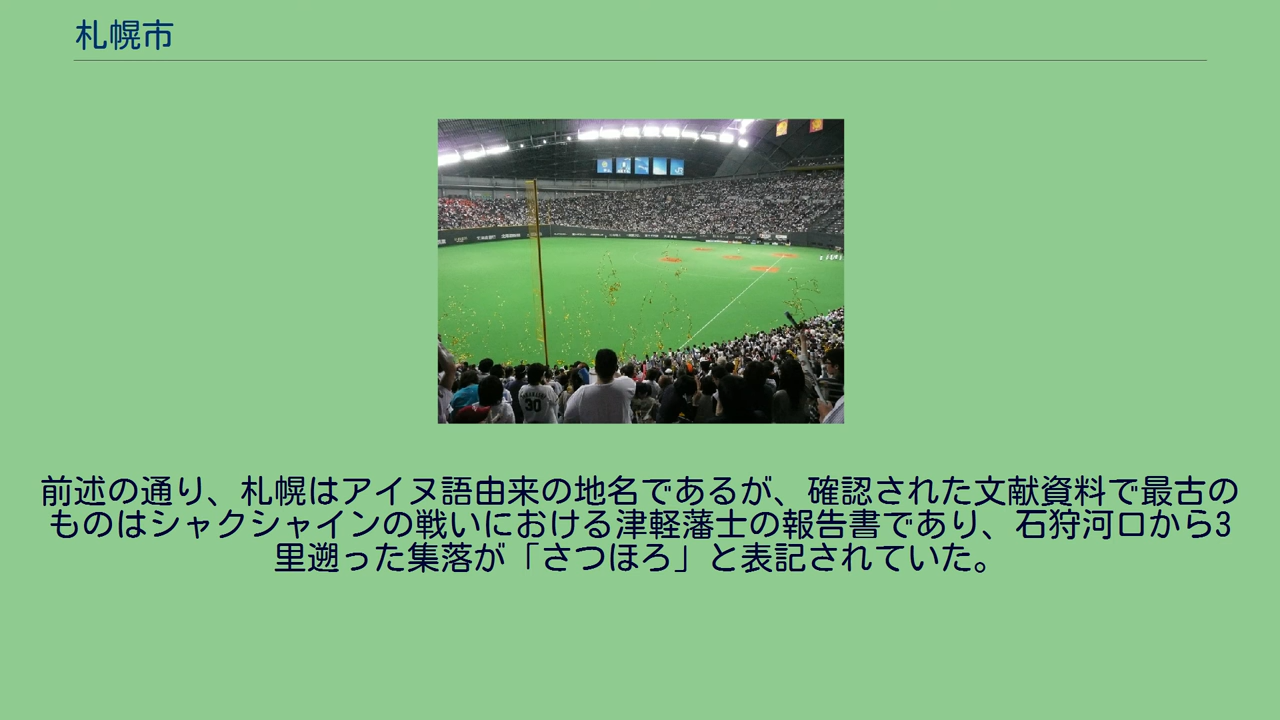 札幌市
30
前述の通り、札幌はアイヌ語由来の地名であるが、確認された文献資料で最古の
ものはシャクシャインの戦いにおける津軽藩士の報告書であり、石狩河口から3
里遡った集落が「さつほろ」と表記されていた。